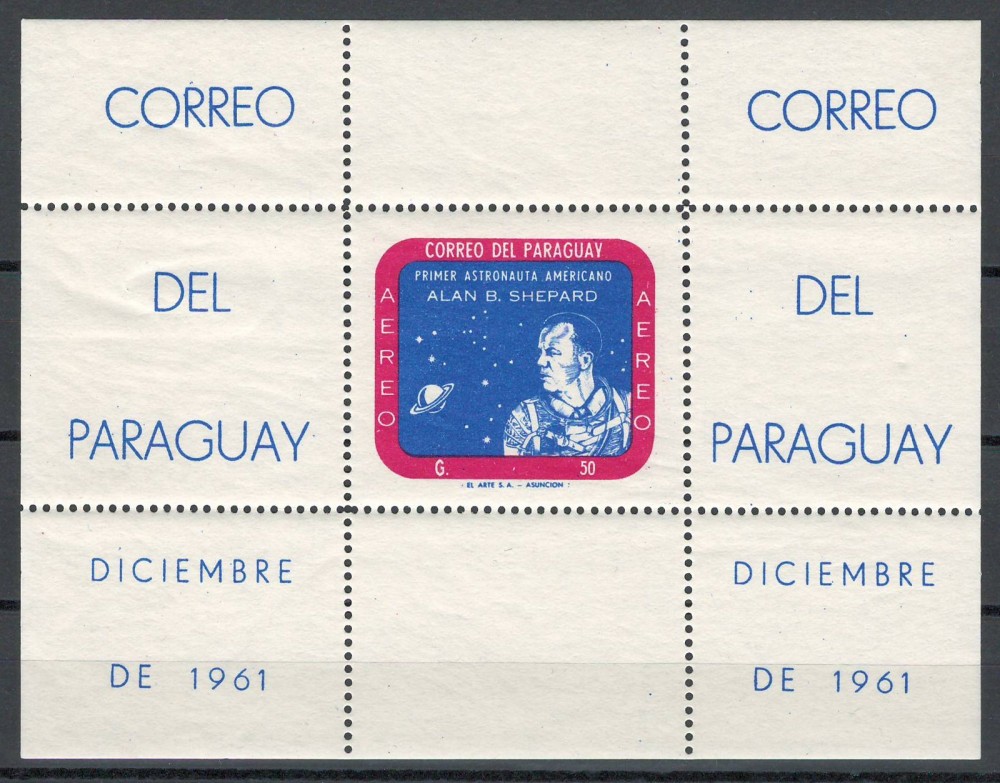 CORREO
DEL
PARAGUAY
DICIEMBRE
DE 1961
CORREO DEL PARAGUAY
PRIMER ASTRONAUTA AMERICANO
ALAN B. SHEPARD
AEREO
AEREO
G. 50
EL ARTE S. A. - ASUNCION
CORREO
DEL
PARAGUAY
DICIEMBRE
DE 1961